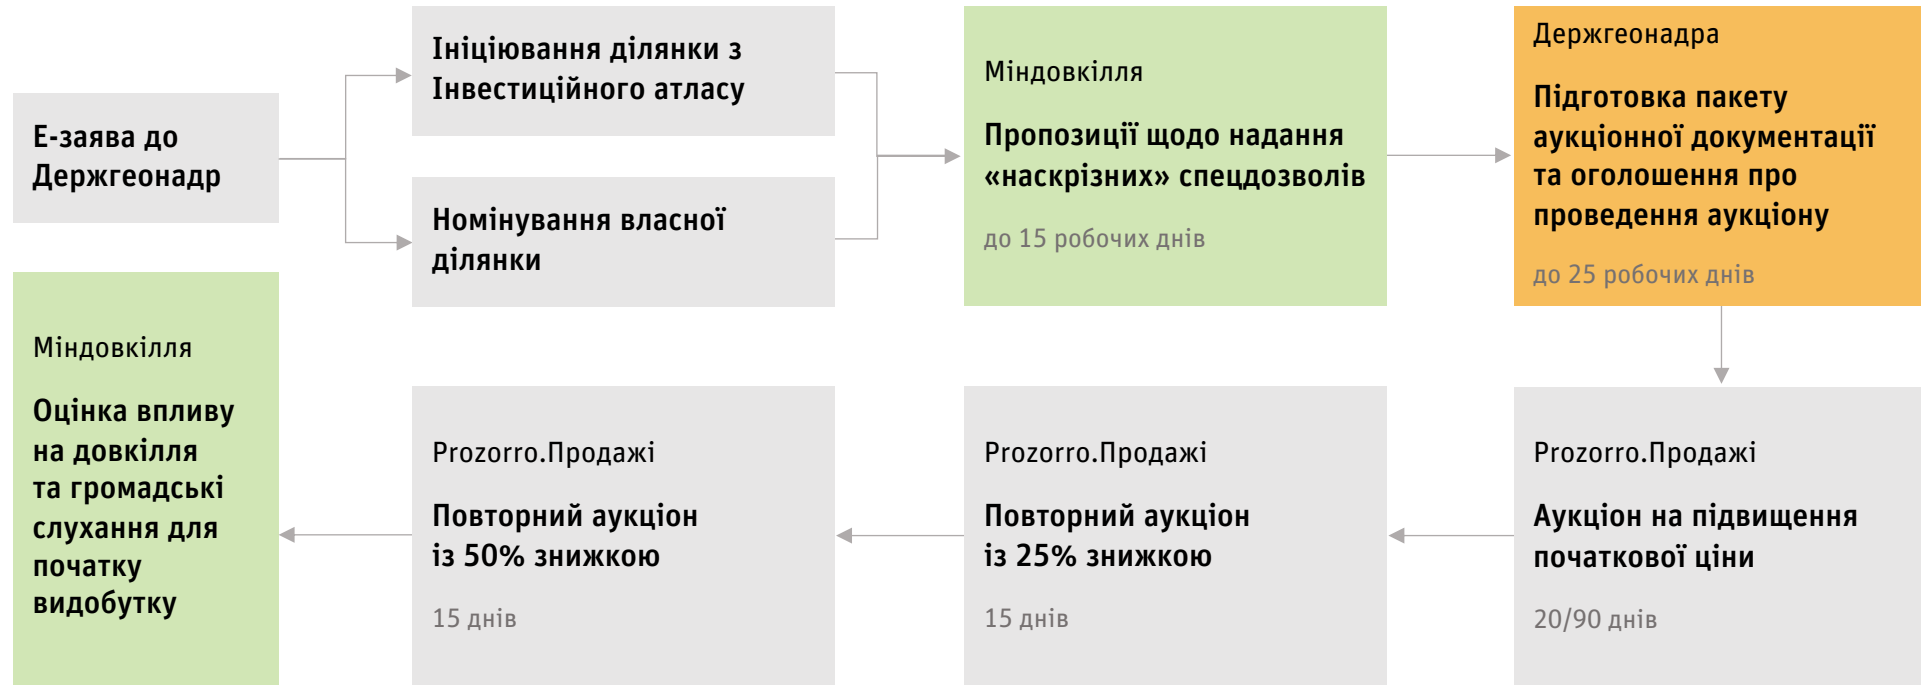 Е-заява до
Держгеонадр
Ініціювання ділянки з
Інвестиційного атласу
Номінування власної
ділянки
Міндовкілля
Пропозиції щодо надання
«наскрізних» спецдозволів
до 15 робочих днів
Держгеонадра
Підготовка пакету
аукціонної документації
та оголошення про
проведення аукціону
до 25 робочих днів
Prozorro.Продажі
Аукціон на підвищення
початкової ціни
20/90 днів
Prozorro.Продажі
Повторний аукціон
із 25% знижкою
15 днів
Prozorro.Продажі
Повторний аукціон
із 50% знижкою
15 днів
Міндовкілля
Оцінка впливу
на довкілля
та громадські
слухання для
початку
видобутку